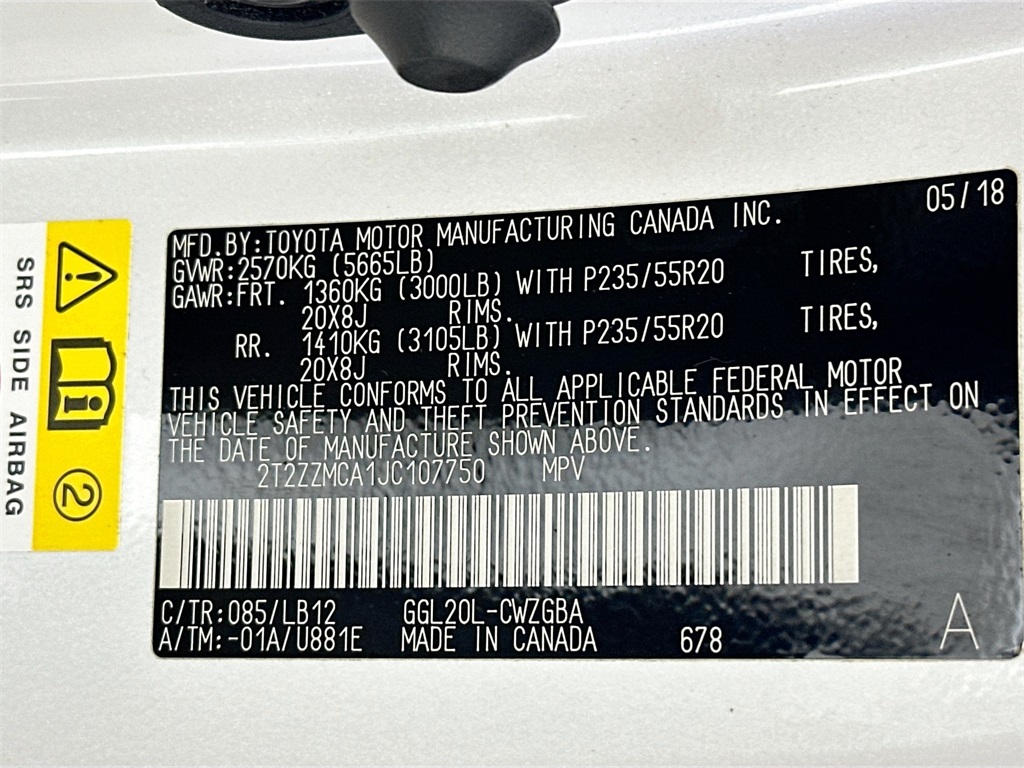 05/18
MFD.BY:TOYOTA MOTOR MANUFACTURING CANADA INC.
GVWR:2570KG (5665LB)
GAWR:FRT. 1360KG (3000LB) WITH P235/55R20 TIRES,
20X8J RIMS.
RR. 1410KG (3105LB) WITH P235/55R20 TIRES,
20X8J RIMS.
THIS VEHICLE CONFORMS TO ALL APPLICABLE FEDERAL MOTOR
VEHICLE SAFETY AND THEFT PREVENTION STANDARDS IN EFFECT ON
THE DATE OF MANUFACTURE SHOWN ABOVE.
2T2ZZMCA1JC107750 MPV
C/TR:085/LB12 GGL20L-CWZGBA
A/TM:-01A/U881E MADE IN CANADA 678 A
SRS SIDE AIRBAG
2